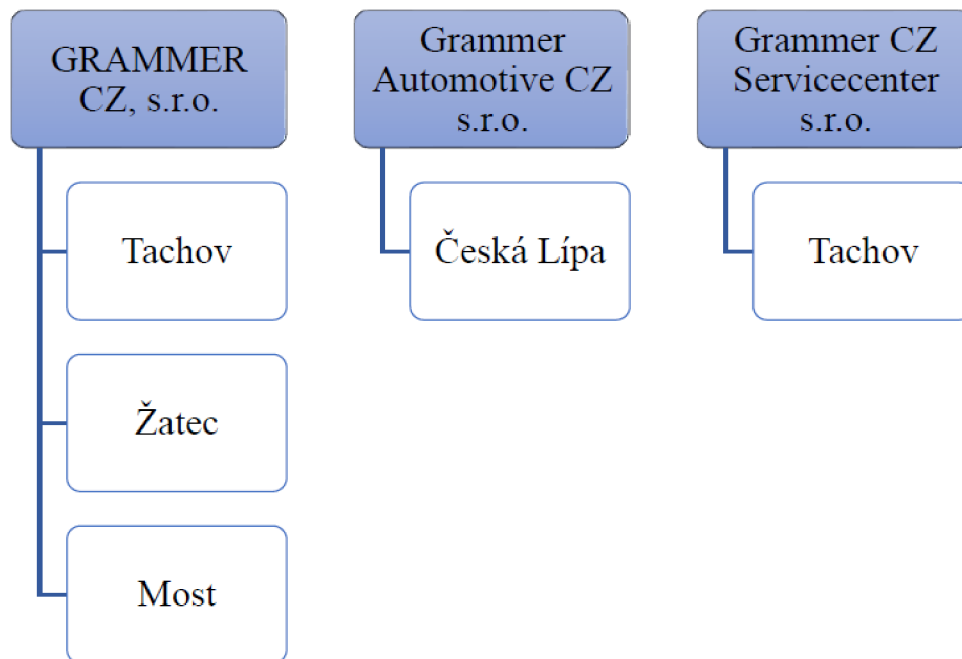 GRAMMER
CZ, s.r.o.
Tachov
Žatec
Most
Grammer
Automotive CZ
s.r.o.
Česká Lípa
Grammer CZ
Servicecenter
s.r.o.
Tachov